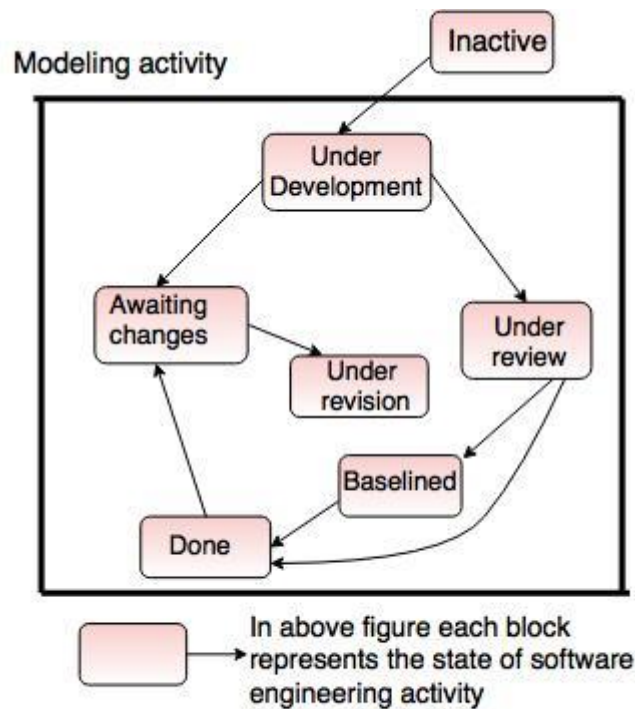 Inactive
Modeling activity
Under
Development
Awaiting
changes
Under
review
Under
revision
Baselined
Done
In above figure each block
represents the state of software
engineering activity